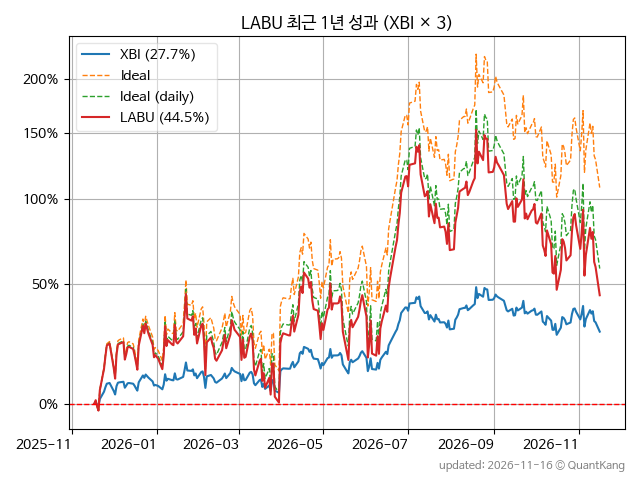 LABU 최근 1년 성과 (XBI × 3)
XBI (27.7%)
Ideal
Ideal (daily)
LABU (44.5%)
200%
150%
100%
50%
0%
2025-11 2026-01 2026-03 2026-05 2026-07 2026-09 2026-11
updated: 2026-11-16 © QuantKang